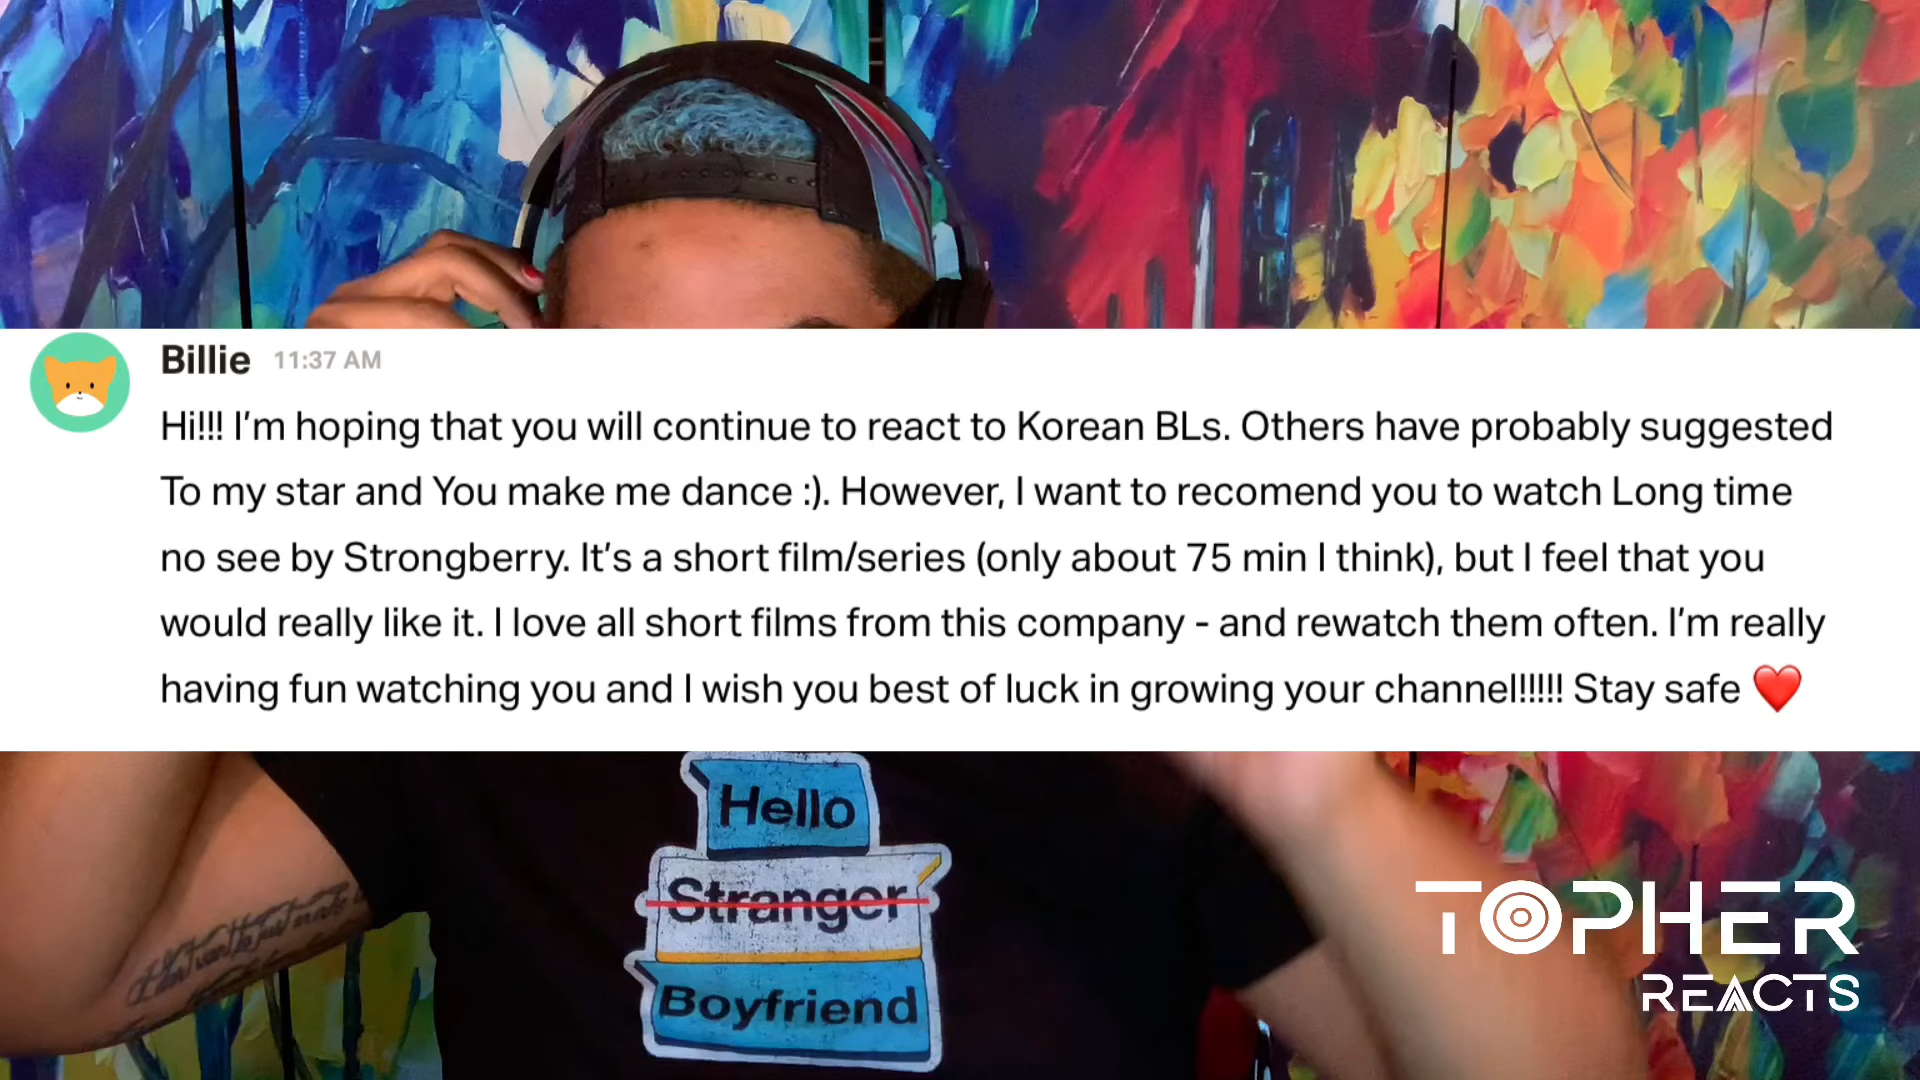 Billie 11:37 AM
Hi!!! I’m hoping that you will continue to react to Korean BLs. Others have probably suggested
To my star and You make me dance :). However, I want to recomend you to watch Long time
no see by Strongberry. It’s a short film/series (only about 75 min I think), but I feel that you
would really like it. I love all short films from this company - and rewatch them often. I’m really
having fun watching you and I wish you best of luck in growing your channel!!!!! Stay safe ❤️
Hello
Stranger
Boyfriend
TOPHER
REACTS